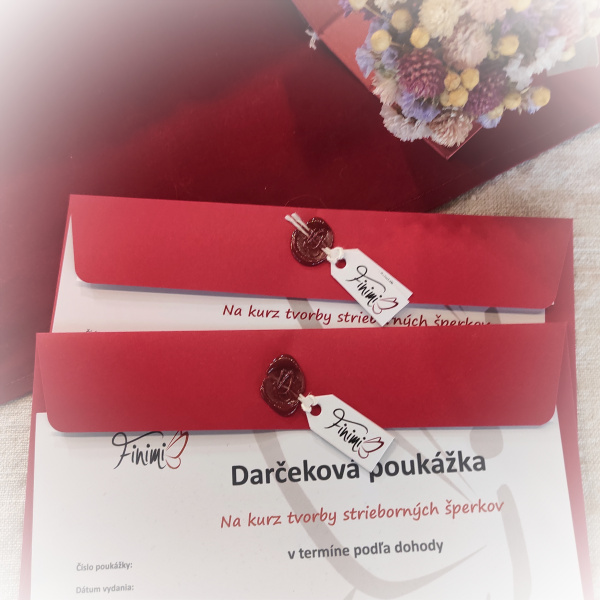 Finimi
Na kurz tvorby strieborných šperkov
Finimi
Finimi
Darčeková poukážka
Na kurz tvorby strieborných šperkov
v termíne podľa dohody
Číslo poukážky:
Dátum vydania: